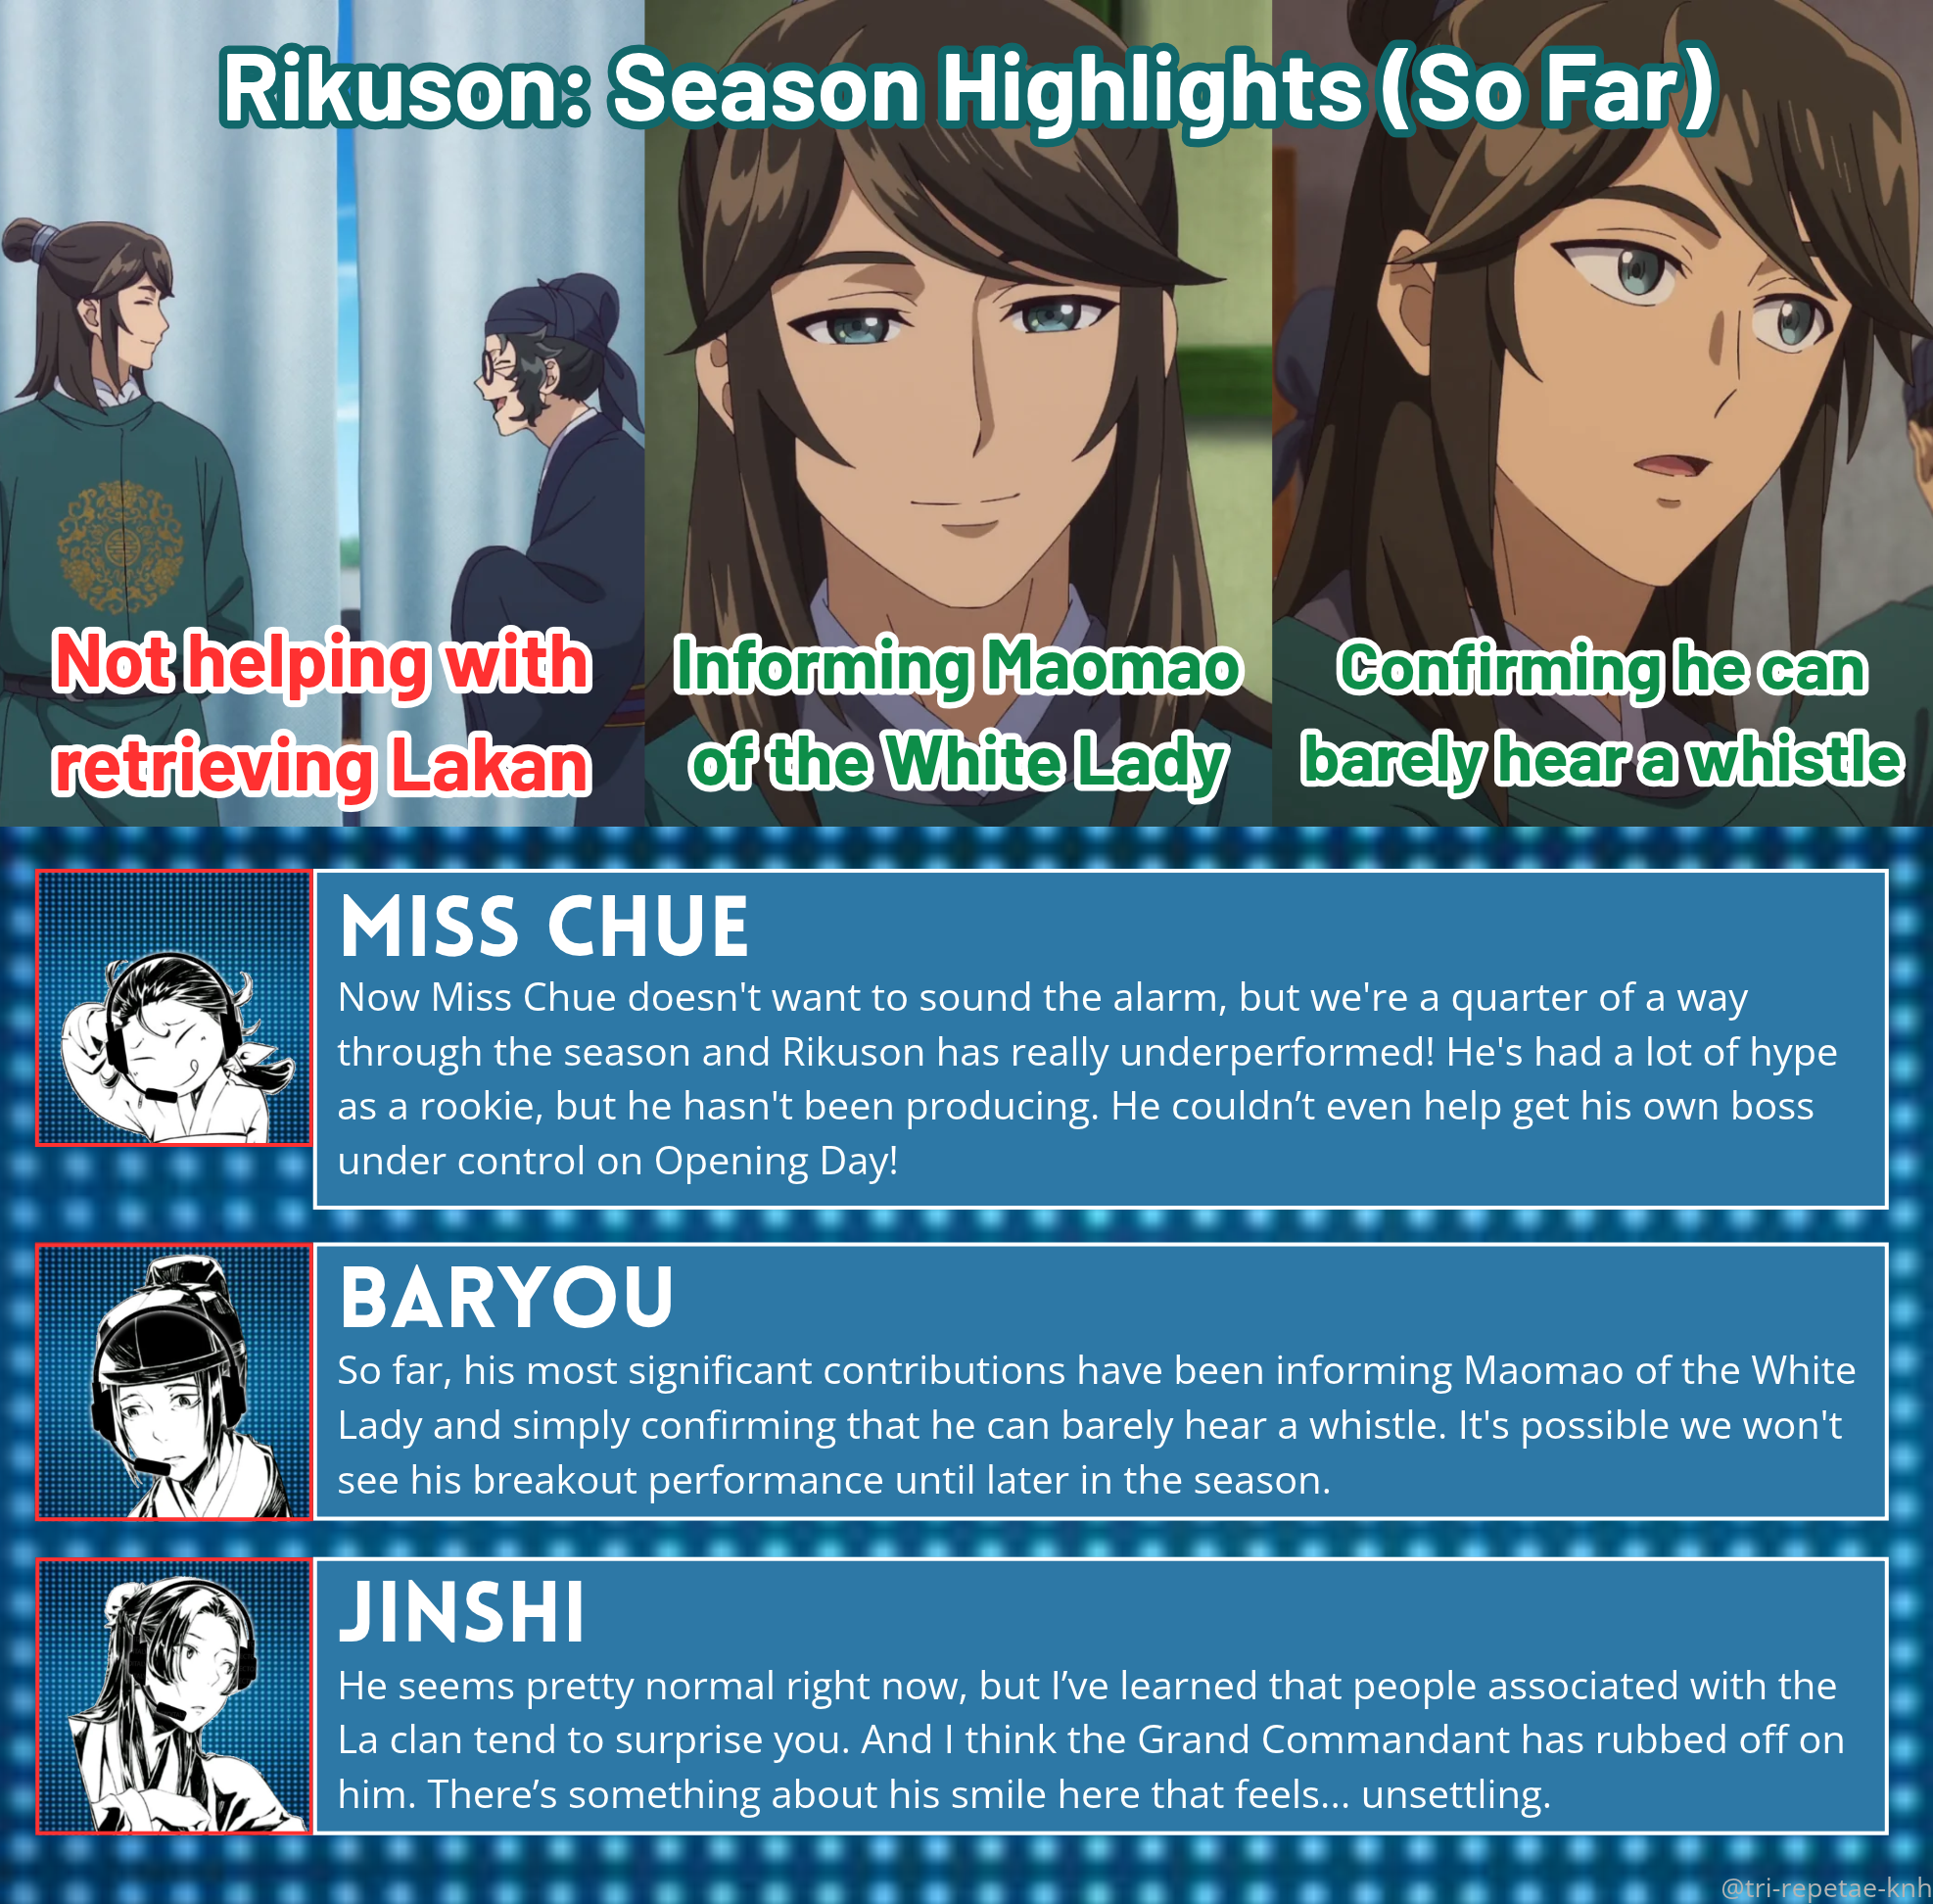 Rikuson: Season Highlights (So Far)
Not helping with
retrieving Lakan
Informing Maomao
of the White Lady
Confirming he can
barely hear a whistle
MISS CHUE
Now Miss Chue doesn't want to sound the alarm, but we're a quarter of a way
through the season and Rikuson has really underperformed! He's had a lot of hype
as a rookie, but he hasn't been producing. He couldn’t even help get his own boss
under control on Opening Day!
BARYOU
So far, his most significant contributions have been informing Maomao of the White
Lady and simply confirming that he can barely hear a whistle. It's possible we won't
see his breakout performance until later in the season.
JINSHI
He seems pretty normal right now, but I’ve learned that people associated with the
La clan tend to surprise you. And I think the Grand Commandant has rubbed off on
him. There’s something about his smile here that feels... unsettling.
@tri-repetae-knh